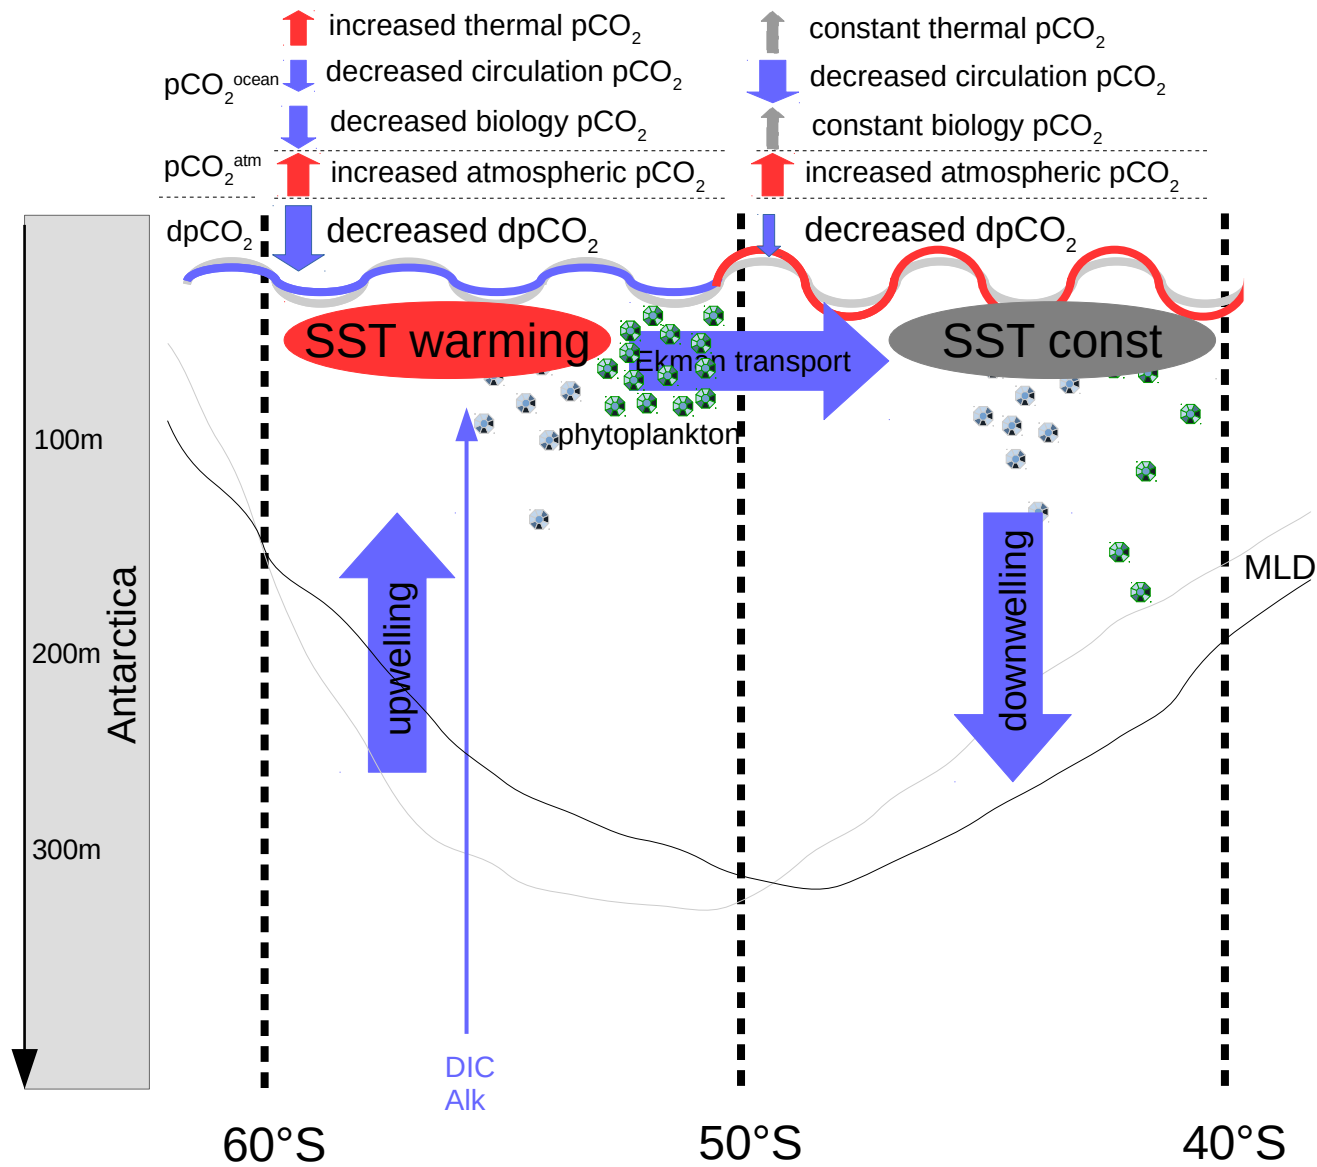 increased thermal pCO2
constant thermal pCO2
pCO2ocean
decreased circulation pCO2
decreased circulation pCO2
decreased biology pCO2
constant biology pCO2
pCO2atm
increased atmospheric pCO2
increased atmospheric pCO2
dpCO2
decreased dpCO2
decreased dpCO2
SST warming
Ekman transport
SST const
phytoplankton
100m
200m
300m
Antarctica
upwelling
downwelling
MLD
DIC
Alk
60°S
50°S
40°S